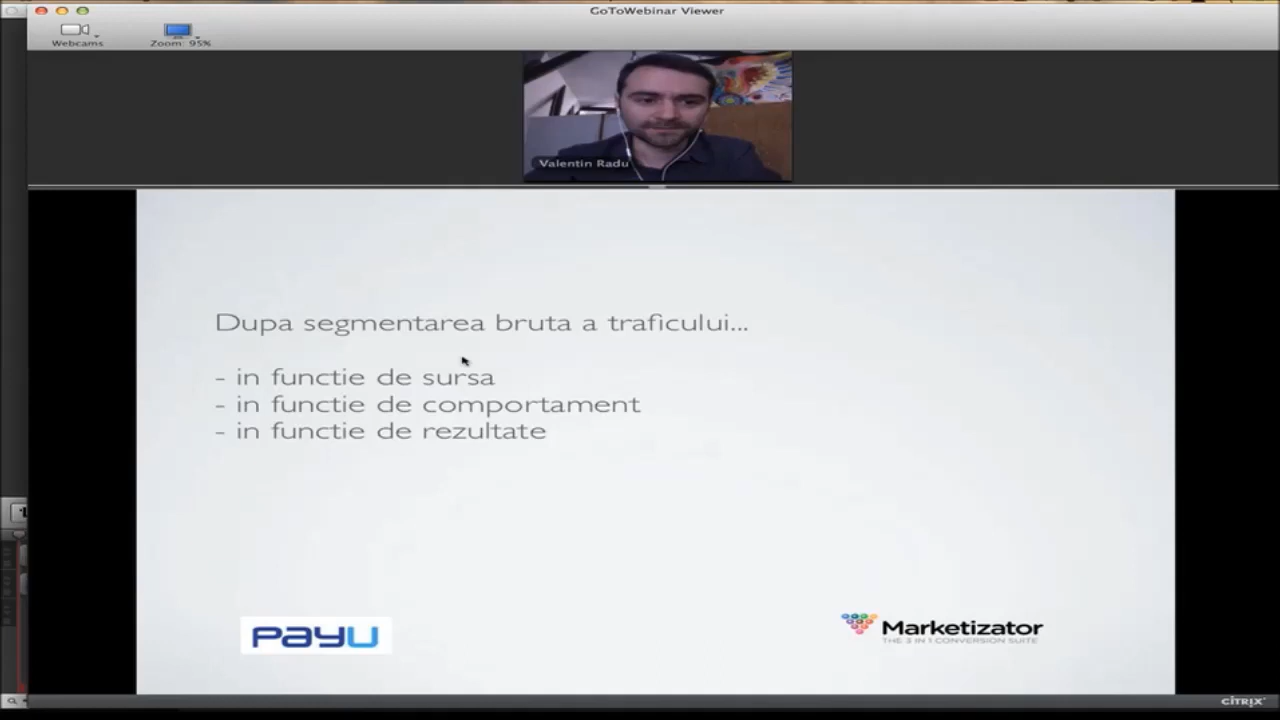 GoToWebinar Viewer
Webcams
Zoom: 95%
Valentin Radu
Dupa segmentarea bruta a traficului...
- in functie de sursa
- in functie de comportament
- in functie de rezultate
PayU
Marketizator
THE 3 IN 1 CONVERSION SUITE
CITRIX